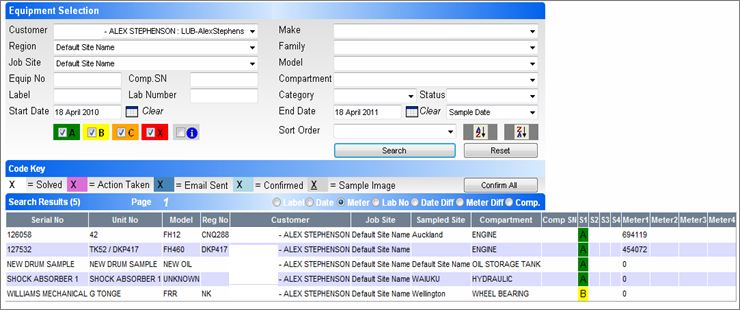 Equipment Selection
Customer - ALEX STEPHENSON : LUB-AlexStephens Make
Region Default Site Name Family
Job Site Default Site Name Model
Equip No Comp.SN Compartment
Label Lab Number Category Status
Start Date 18 April 2010 Clear End Date 18 April 2011 Clear Sample Date
A B C X i Sort Order A Z Z A
Search Reset
Code Key
X = Solved X = Action Taken X = Email Sent X = Confirmed X = Sample Image Confirm All
Search Results (5) Page 1 Label Date Meter Lab No Date Diff Meter Diff Comp.
Serial No Unit No Model Reg No Customer Job Site Sampled Site Compartment Comp SN S1 S2 S3 S4 Meter1 Meter2 Meter3 Meter4
126058 42 FH12 CNQ288 - ALEX STEPHENSON Default Site Name Auckland ENGINE A 694119
127532 TK52 / DKP417 FH460 DKP417 - ALEX STEPHENSON Default Site Name ENGINE A 454072
NEW DRUM SAMPLE NEW DRUM SAMPLE NEW OIL - ALEX STEPHENSON Default Site Name Default Site Name OIL STORAGE TANK A 0
SHOCK ABSORBER 1 SHOCK ABSORBER 1 UNKNOWN - ALEX STEPHENSON Default Site Name WAIUKU HYDRAULIC A 0
WILLIAMS MECHANICAL G TONGE FRR NK - ALEX STEPHENSON Default Site Name Wellington WHEEL BEARING B 0